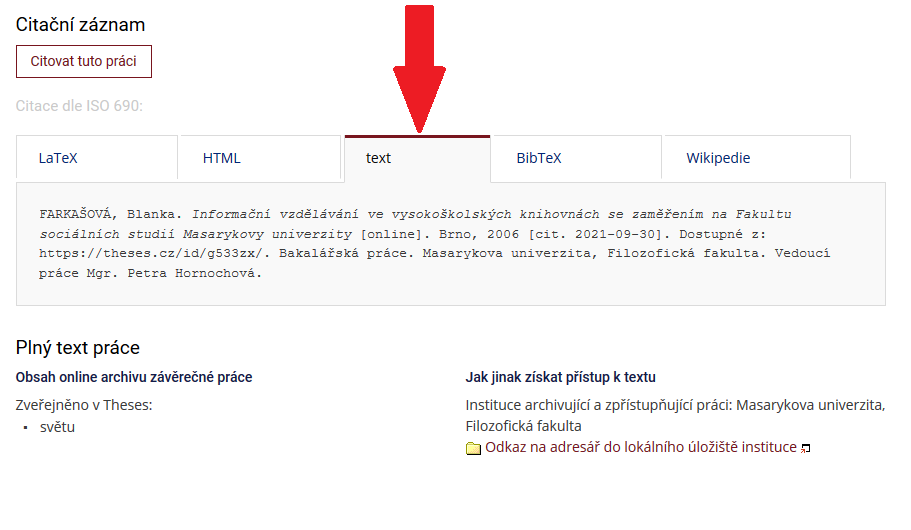 Citační záznam
Citovat tuto práci
Citace dle ISO 690:
LaTeX
HTML
text
BibTeX
Wikipedie
FARKAŠOVÁ, Blanka. Informační vzdělávání ve vysokoškolských knihovnách se zaměřením na Fakultu
sociálních studií Masarykovy univerzity [online]. Brno, 2006 [cit. 2021-09-30]. Dostupné z:
https://theses.cz/id/g533zx/. Bakalářská práce. Masarykova univerzita, Filozofická fakulta. Vedoucí
práce Mgr. Petra Hornochová.
Plný text práce
Obsah online archivu závěrečné práce
Zveřejněno v Theses:
▪ světu
Jak jinak získat přístup k textu
Instituce archivující a zpřístupňující práci: Masarykova univerzita,
Filozofická fakulta
Odkaz na adresář do lokálního úložiště instituce